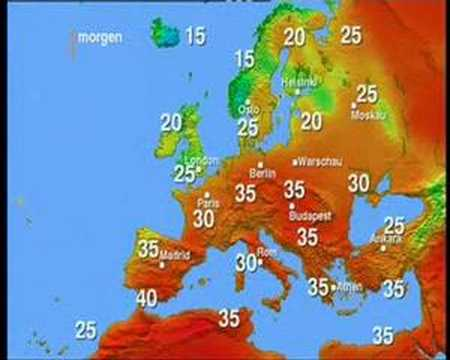 morgen
15
20
25
15
Helsinki
25
Oslo
Moskau
20
25
20
London
25
Berlin
Warschau
35
35
30
Paris
30
Budapest
25
35
Ankara
35
Madrid
Rom
30
35
Athen
35
40
25
35
35